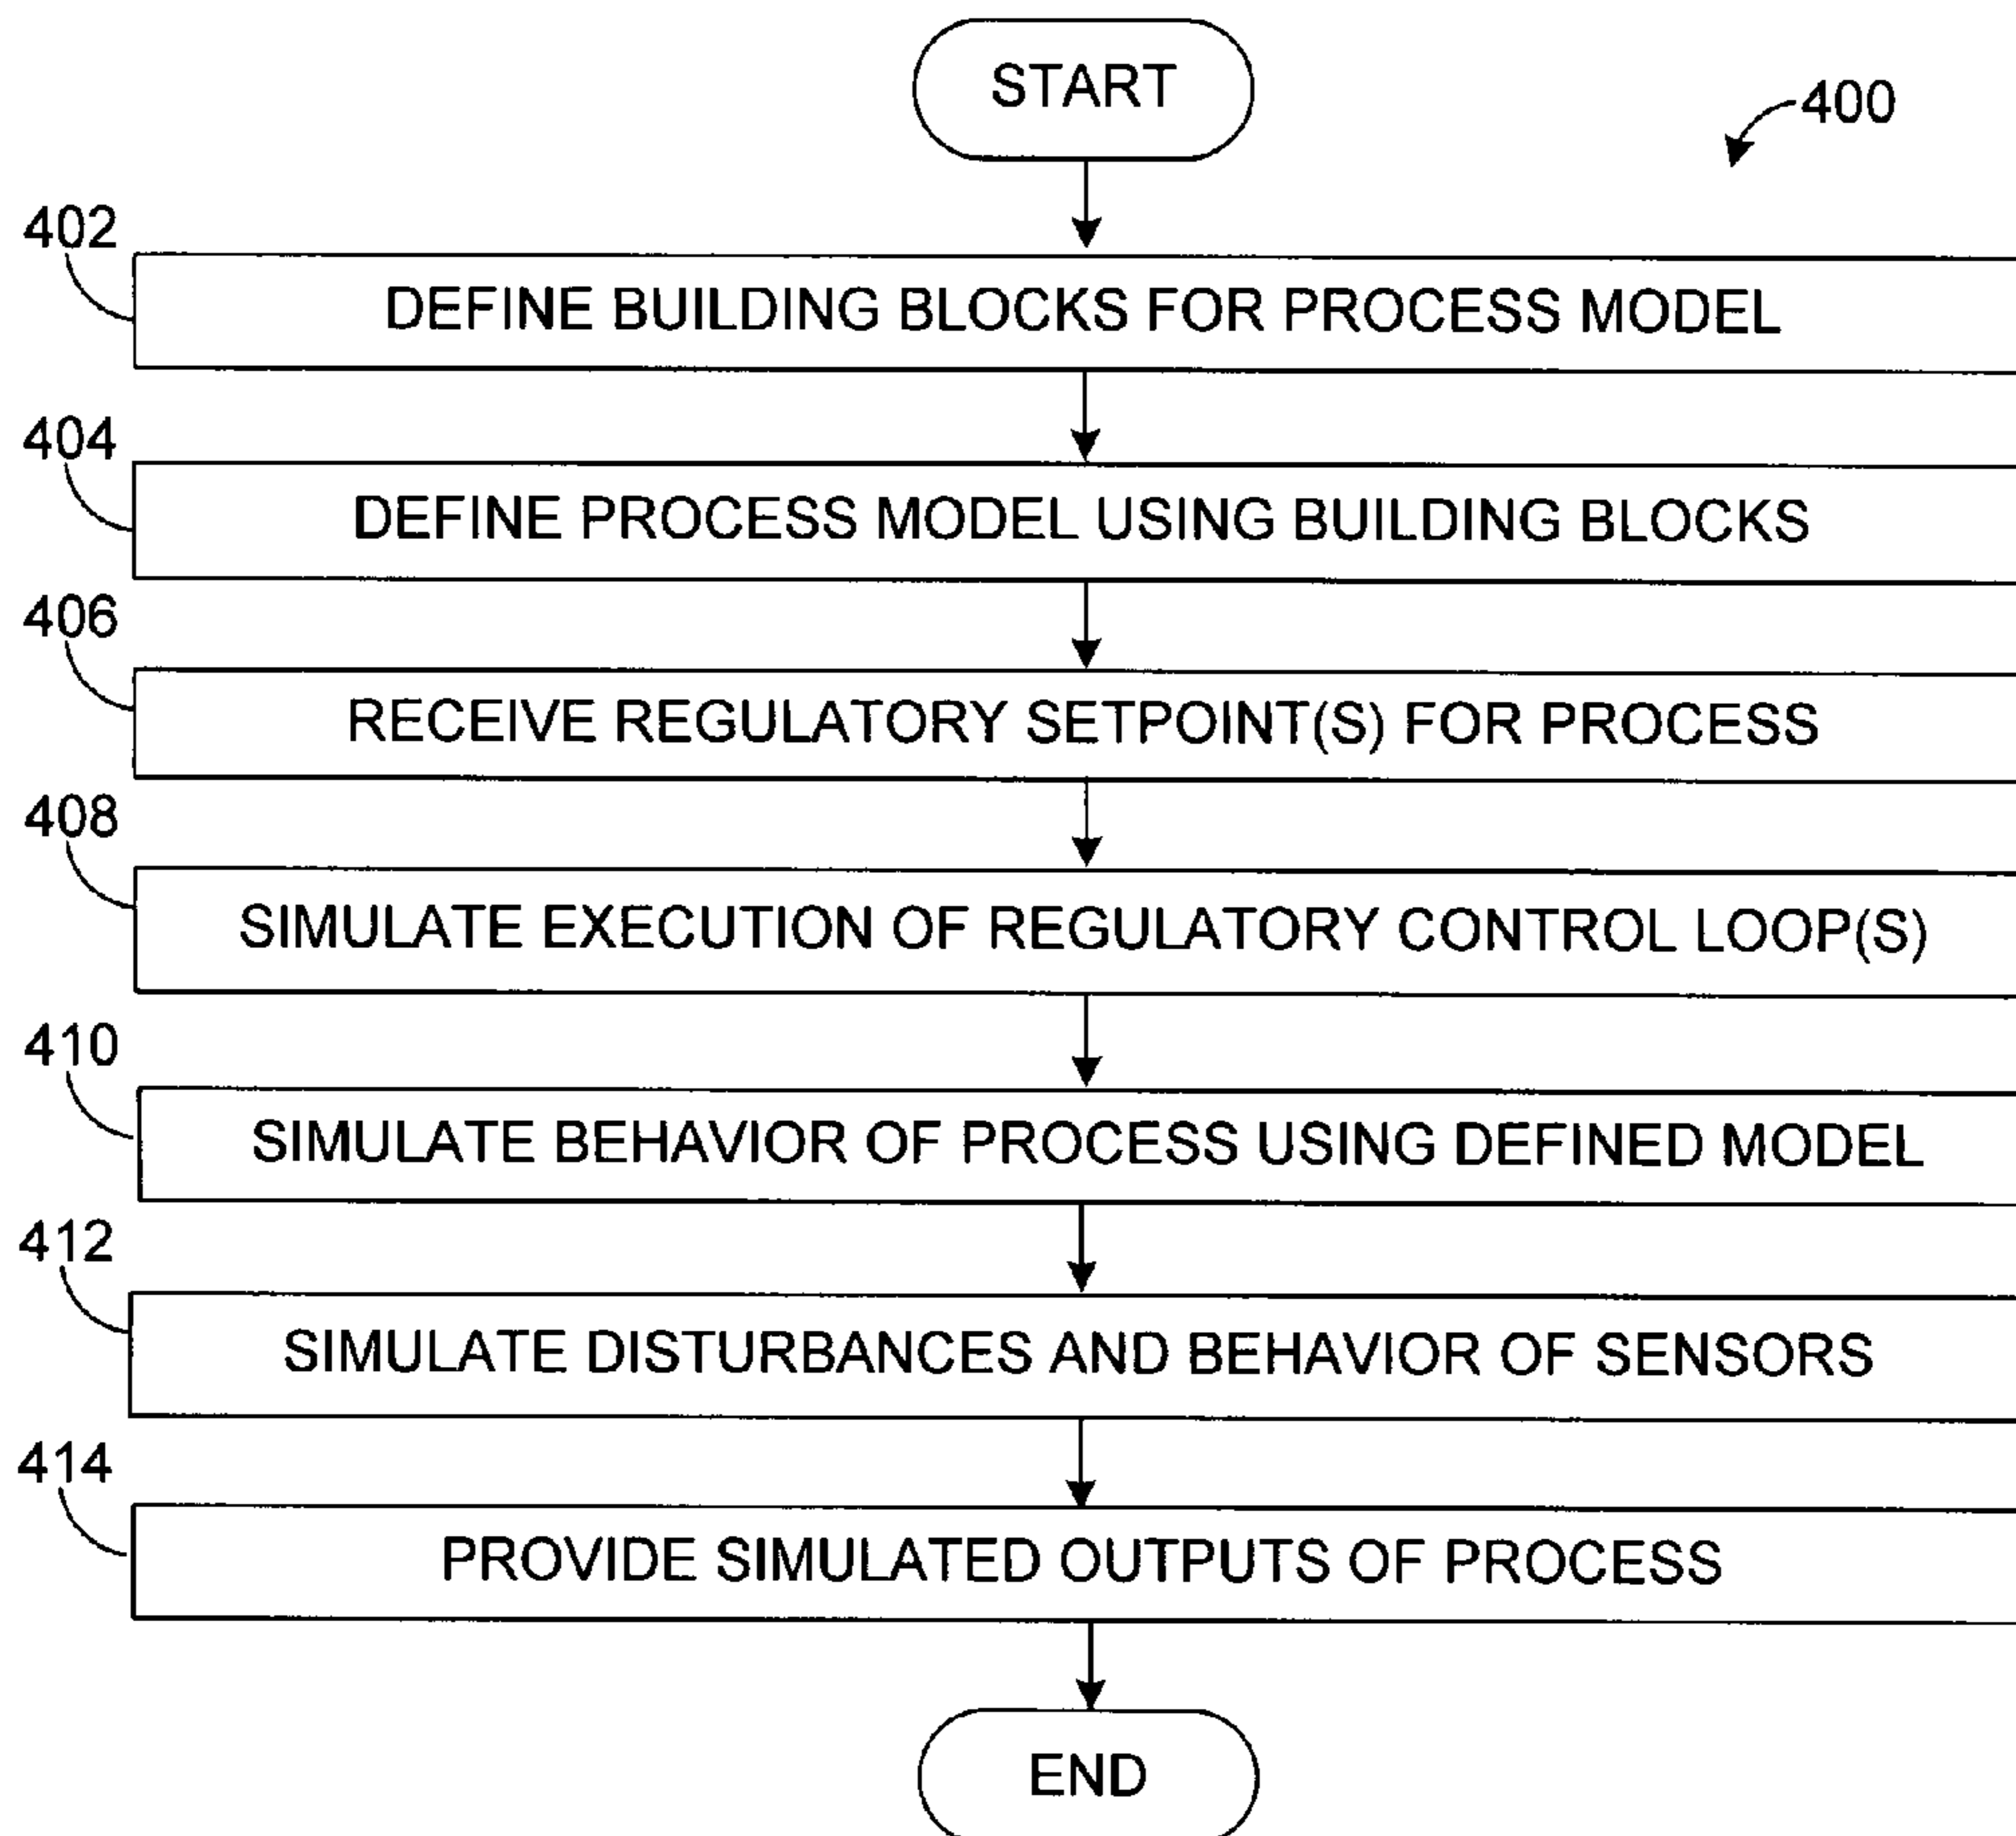 START
400
402
DEFINE BUILDING BLOCKS FOR PROCESS MODEL
404
DEFINE PROCESS MODEL USING BUILDING BLOCKS
406
RECEIVE REGULATORY SETPOINT(S) FOR PROCESS
408
SIMULATE EXECUTION OF REGULATORY CONTROL LOOP(S)
410
SIMULATE BEHAVIOR OF PROCESS USING DEFINED MODEL
412
SIMULATE DISTURBANCES AND BEHAVIOR OF SENSORS
414
PROVIDE SIMULATED OUTPUTS OF PROCESS
END